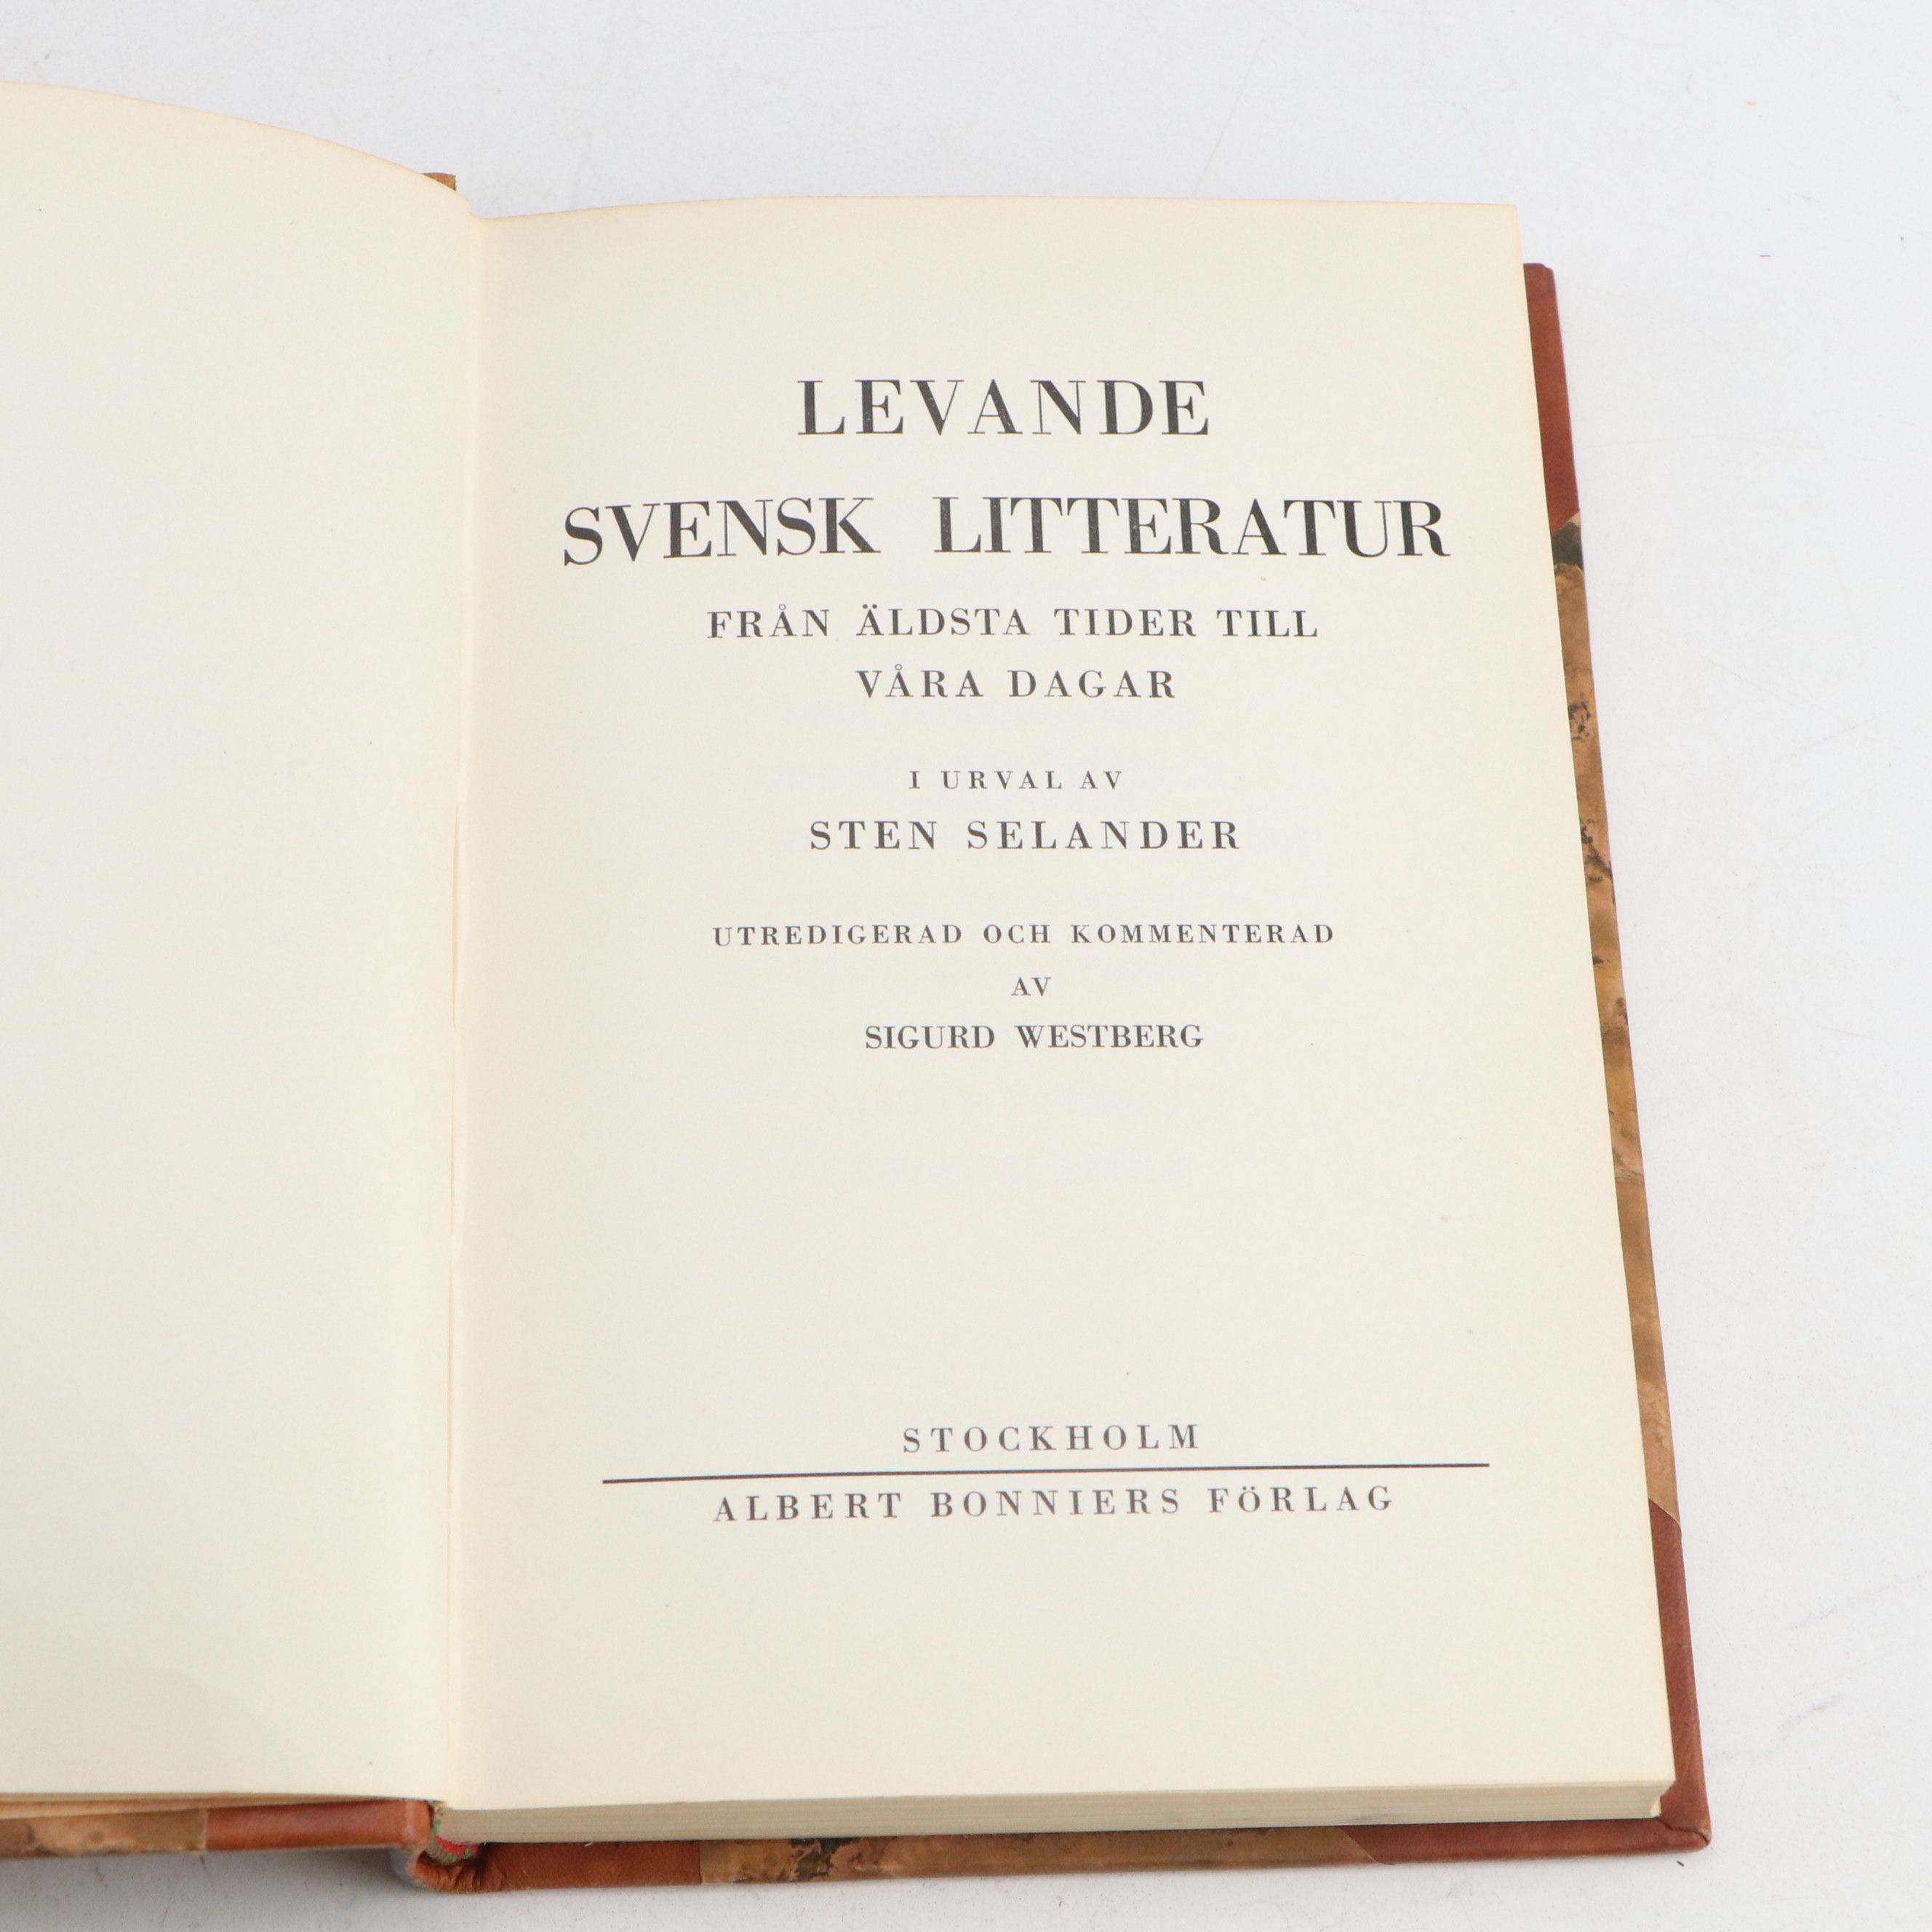 LEVANDE
SVENSK LITTERATUR
FRÅN ÄLDSTA TIDER TILL
VÅRA DAGAR
I URVAL AV
STEN SELANDER
UTREDIGERAD OCH KOMMENTERAD
AV
SIGURD WESTBERG
STOCKHOLM
ALBERT BONNIERS FÖRLAG